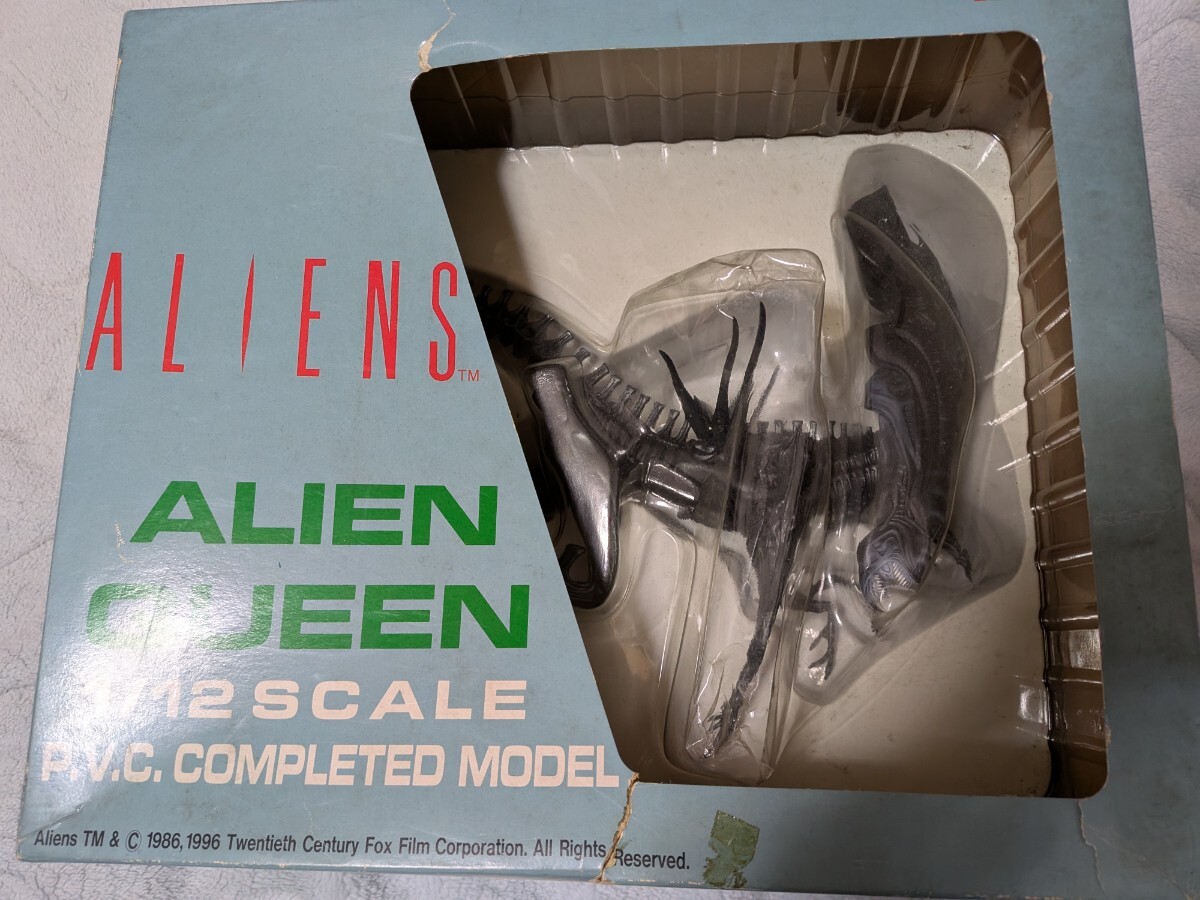 ALIENS™
ALIEN
QUEEN
1/12 SCALE
P.V.C. COMPLETED MODEL
Aliens TM & © 1986,1996 Twentieth Century Fox Film Corporation. All Rights Reserved.